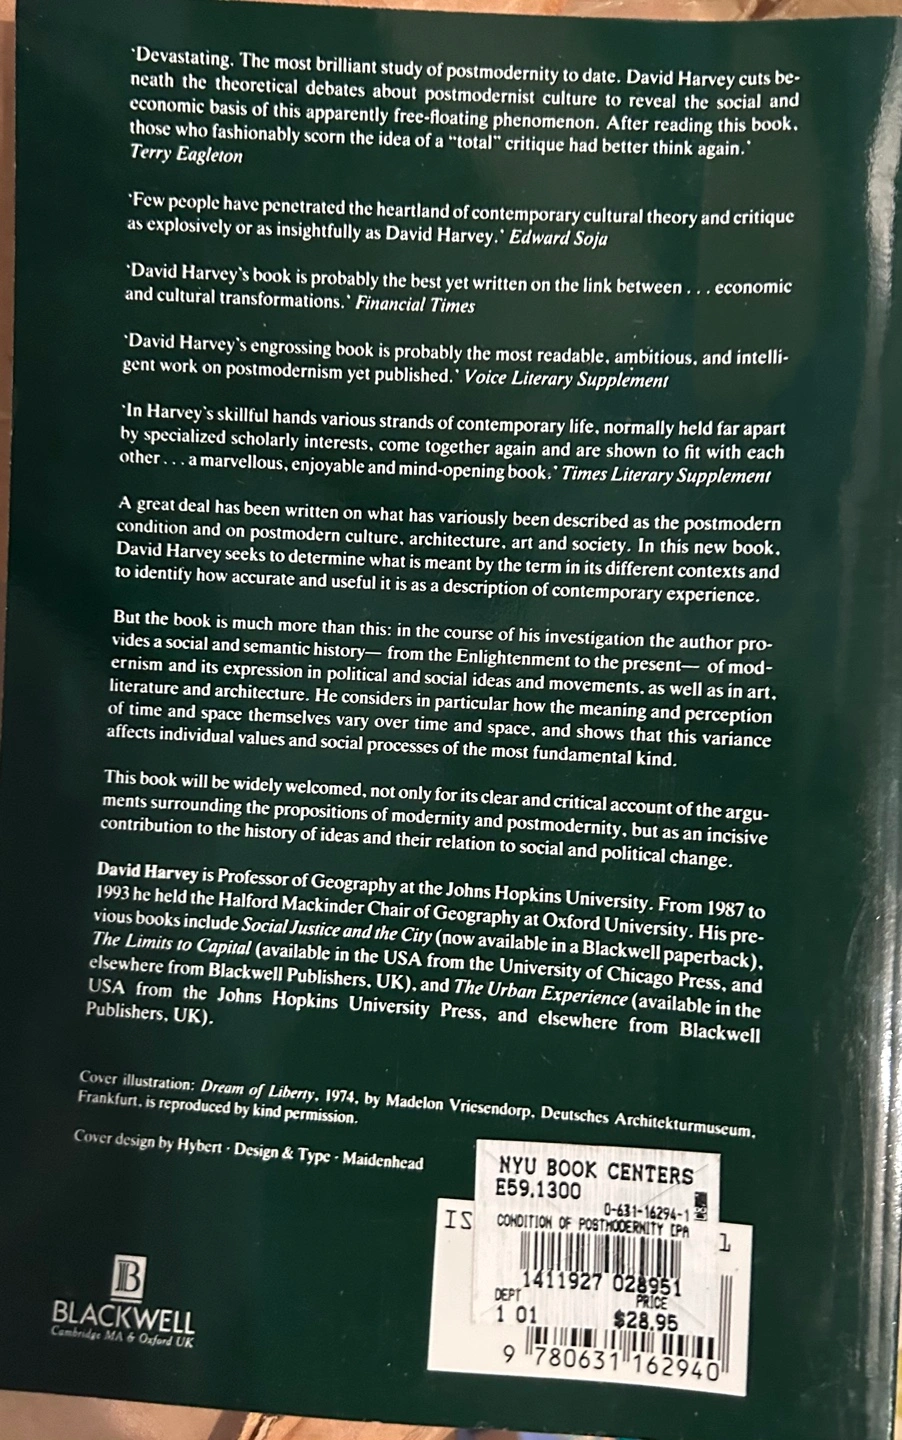 'Devastating. The most brilliant study of postmodernity to date. David Harvey cuts be-
neath the theoretical debates about postmodernist culture to reveal the social and
economic basis of this apparently free-floating phenomenon. After reading this book,
those who fashionably scorn the idea of a "total" critique had better think again.'
Terry Eagleton
'Few people have penetrated the heartland of contemporary cultural theory and critique
as explosively or as insightfully as David Harvey.' Edward Soja
'David Harvey's book is probably the best yet written on the link between . . . economic
and cultural transformations.' Financial Times
'David Harvey's engrossing book is probably the most readable, ambitious, and intelli-
gent work on postmodernism yet published.' Voice Literary Supplement
'In Harvey's skillful hands various strands of contemporary life, normally held far apart
by specialized scholarly interests, come together again and are shown to fit with each
other . . . a marvellous, enjoyable and mind-opening book.' Times Literary Supplement
A great deal has been written on what has variously been described as the postmodern
condition and on postmodern culture, architecture, art and society. In this new book,
David Harvey seeks to determine what is meant by the term in its different contexts and
to identify how accurate and useful it is as a description of contemporary experience.
But the book is much more than this: in the course of his investigation the author pro-
vides a social and semantic history— from the Enlightenment to the present— of mod-
ernism and its expression in political and social ideas and movements, as well as in art,
literature and architecture. He considers in particular how the meaning and perception
of time and space themselves vary over time and space, and shows that this variance
affects individual values and social processes of the most fundamental kind.
This book will be widely welcomed, not only for its clear and critical account of the argu-
ments surrounding the propositions of modernity and postmodernity, but as an incisive
contribution to the history of ideas and their relation to social and political change.
David Harvey is Professor of Geography at the Johns Hopkins University. From 1987 to
1993 he held the Halford Mackinder Chair of Geography at Oxford University. His pre-
vious books include Social Justice and the City (now available in a Blackwell paperback),
The Limits to Capital (available in the USA from the University of Chicago Press, and
elsewhere from Blackwell Publishers, UK), and The Urban Experience (available in the
USA from the Johns Hopkins University Press, and elsewhere from Blackwell
Publishers, UK).
Cover illustration: Dream of Liberty, 1974, by Madelon Vriesendorp, Deutsches Architekturmuseum,
Frankfurt, is reproduced by kind permission.
Cover design by Hybert · Design & Type · Maidenhead
NYU BOOK CENTERS
E59.1300
0-631-16294-1
IS
CONDITION OF POSTMODERNITY (PA
1
1411927 028951
DEPT PRICE
1 01 $28.95
9 780631 162940
B
BLACKWELL
Cambridge MA & Oxford UK